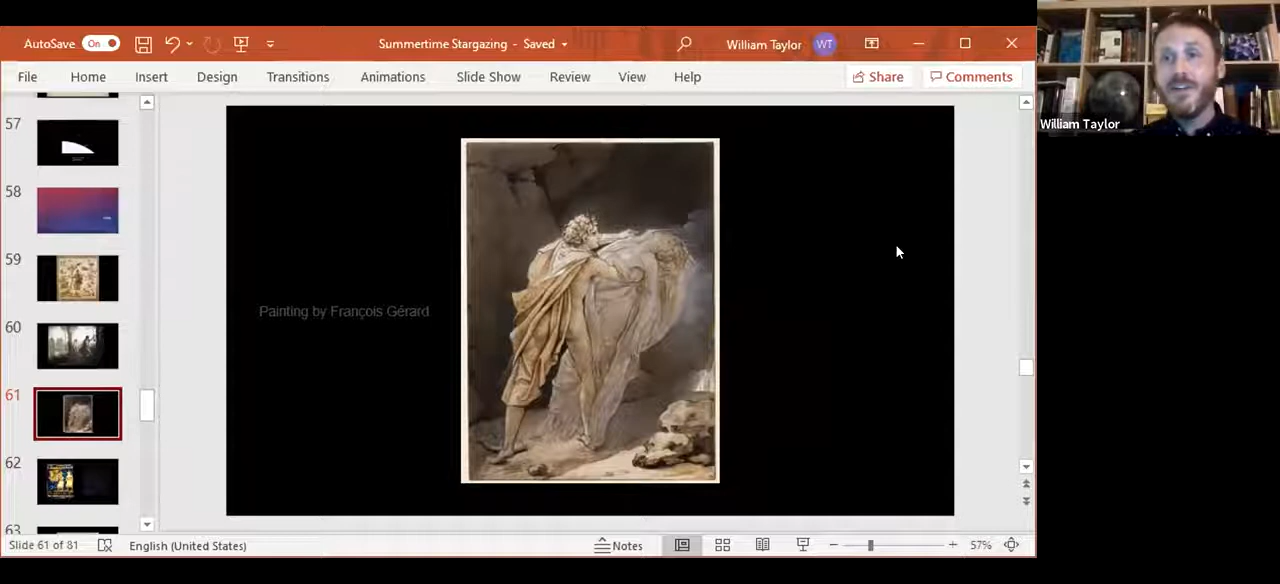 AutoSave On
Summertime Stargazing - Saved
William Taylor WT
File Home Insert Design Transitions Animations Slide Show Review View Help Share Comments
57
58
59
60
61
62
63
Painting by François Gérard
Slide 61 of 81 English (United States) Notes 57%
William Taylor